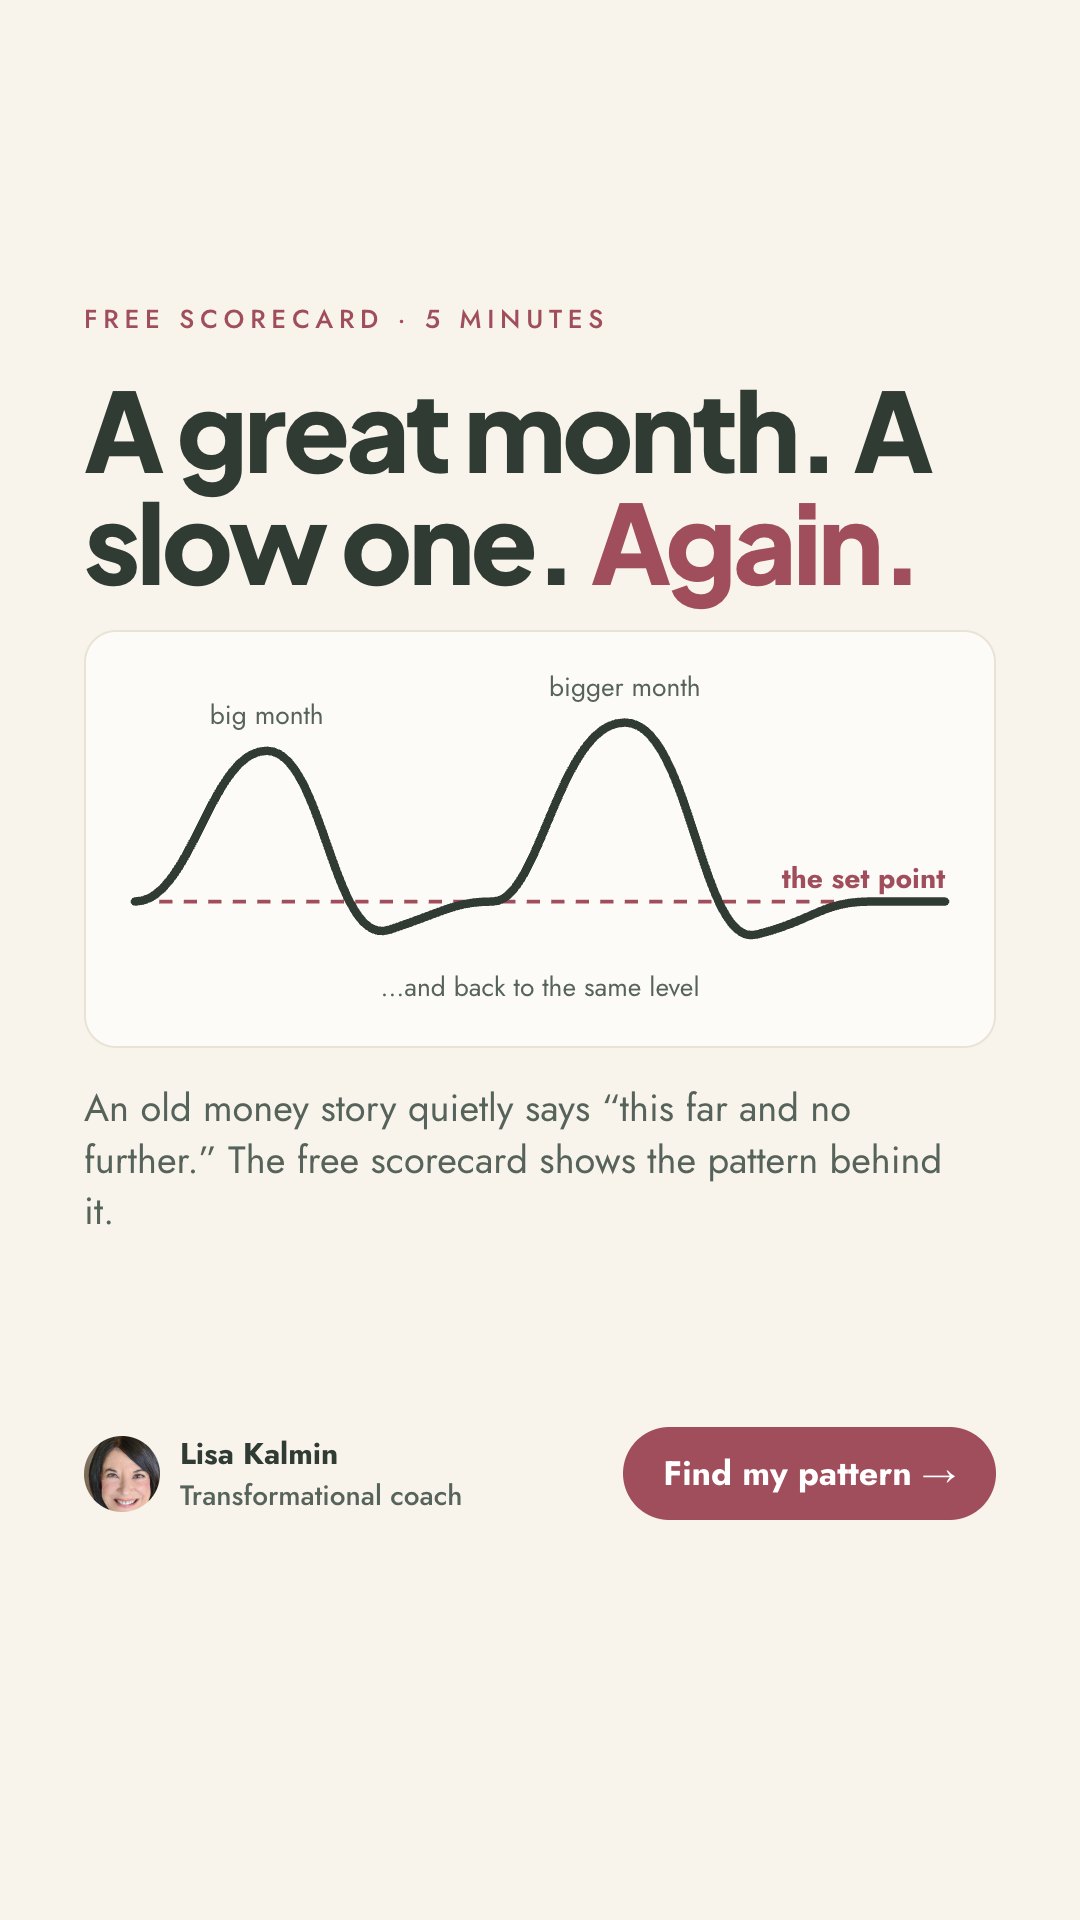 FREE SCORECARD · 5 MINUTES
A great month. A
slow one. Again.
bigger month
big month
the set point
...and back to the same level
An old money story quietly says “this far and no
further.” The free scorecard shows the pattern behind
it.
Lisa Kalmin
Transformational coach
Find my pattern →